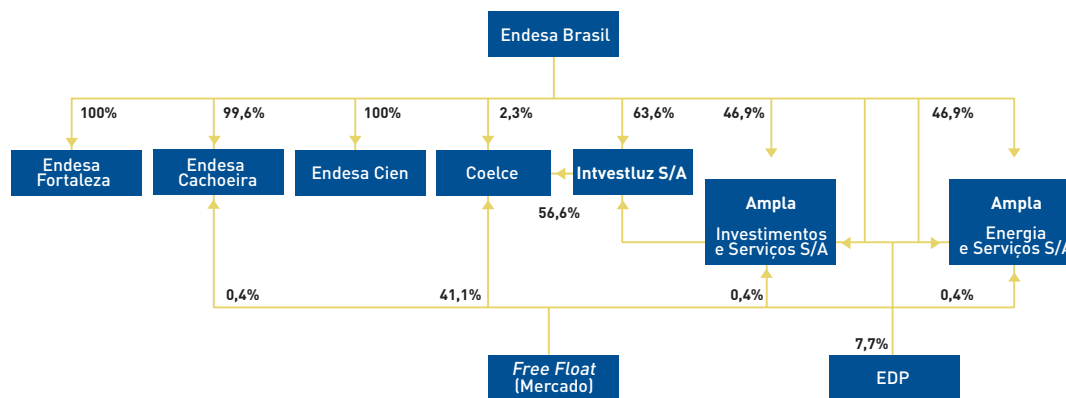 Endesa Brasil
100%
99,6%
100%
2,3%
63,6%
46,9%
46,9%
Endesa
Fortaleza
Endesa
Cachoeira
Endesa Cien
Coelce
Intvestluz S/A
56,6%
Ampla
Investimentos
e Serviços S/A
Ampla
Energia
e Serviços S/A
0,4%
41,1%
0,4%
0,4%
7,7%
Free Float
(Mercado)
EDP